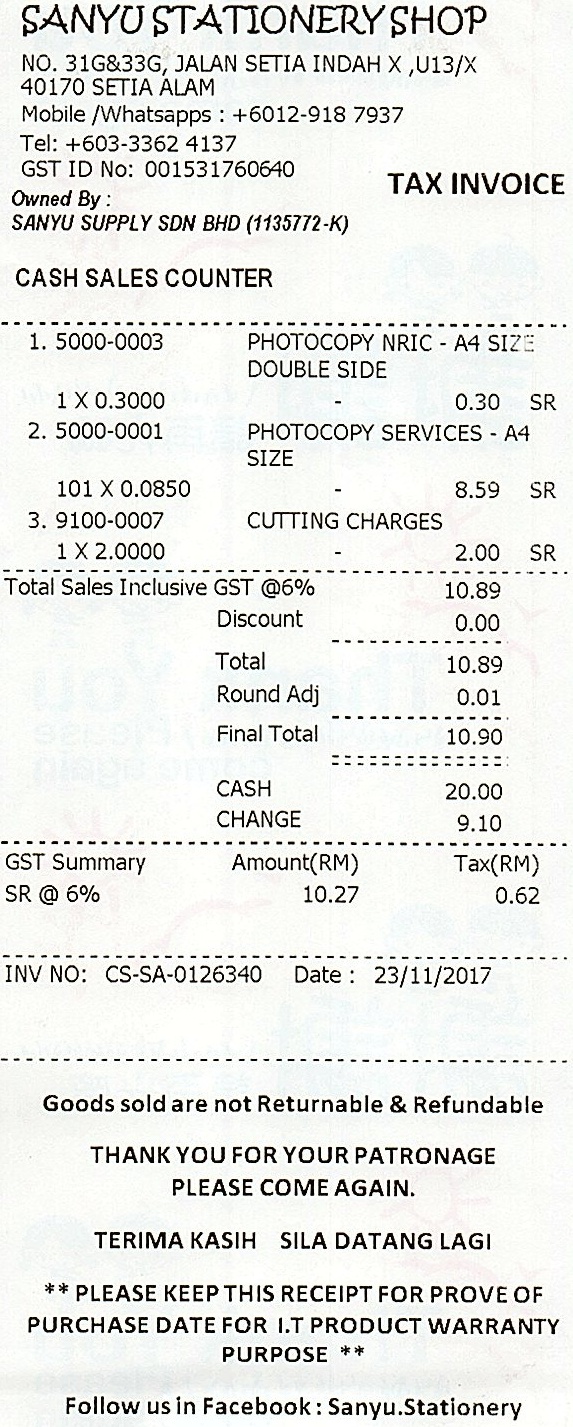 SANYU STATIONERY SHOP
NO. 31G&33G, JALAN SETIA INDAH X ,U13/X
40170 SETIA ALAM
Mobile /Whatsapps : +6012-918 7937
Tel: +603-3362 4137
GST ID No: 001531760640
TAX INVOICE
Owned By :
SANYU SUPPLY SDN BHD (1135772-K)
CASH SALES COUNTER
1. 5000-0003 PHOTOCOPY NRIC - A4 SIZE
DOUBLE SIDE
1 X 0.3000 - 0.30 SR
2. 5000-0001 PHOTOCOPY SERVICES - A4
SIZE
101 X 0.0850 - 8.59 SR
3. 9100-0007 CUTTING CHARGES
1 X 2.0000 - 2.00 SR
Total Sales Inclusive GST @6% 10.89
Discount 0.00
Total 10.89
Round Adj 0.01
Final Total 10.90
CASH 20.00
CHANGE 9.10
GST Summary Amount(RM) Tax(RM)
SR @ 6% 10.27 0.62
INV NO: CS-SA-0126340 Date : 23/11/2017
Goods sold are not Returnable & Refundable
THANK YOU FOR YOUR PATRONAGE
PLEASE COME AGAIN.
TERIMA KASIH SILA DATANG LAGI
** PLEASE KEEP THIS RECEIPT FOR PROVE OF
PURCHASE DATE FOR I.T PRODUCT WARRANTY
PURPOSE **
Follow us in Facebook : Sanyu.Stationery